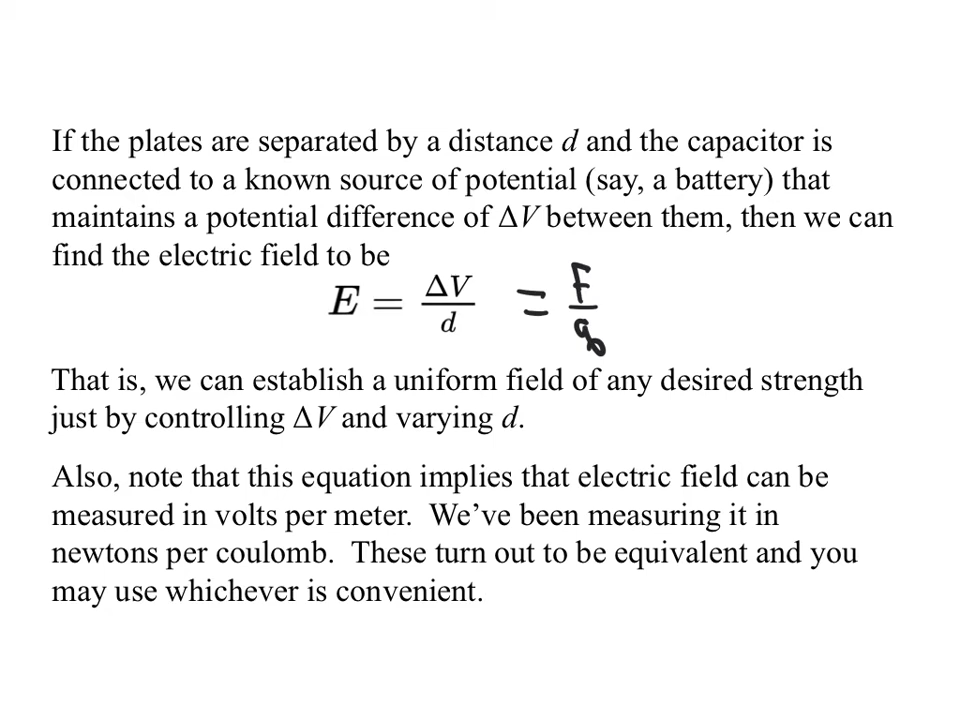 If the plates are separated by a distance d and the capacitor is
connected to a known source of potential (say, a battery) that
maintains a potential difference of ΔV between them, then we can
find the electric field to be
E = ΔV/d = F/q
That is, we can establish a uniform field of any desired strength
just by controlling ΔV and varying d.
Also, note that this equation implies that electric field can be
measured in volts per meter.  We’ve been measuring it in
newtons per coulomb.  These turn out to be equivalent and you
may use whichever is convenient.